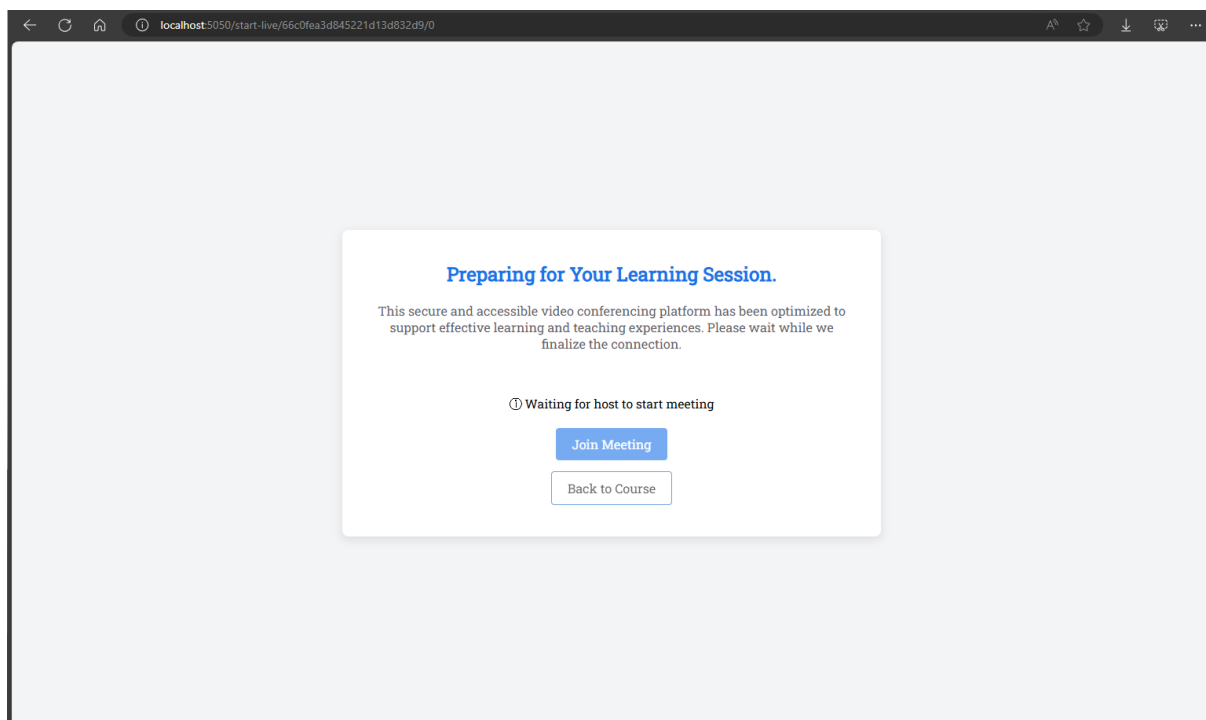 localhost:5050/start-live/66c0fea3d845221d13d832d9/0
Preparing for Your Learning Session.
This secure and accessible video conferencing platform has been optimized to
support effective learning and teaching experiences. Please wait while we
finalize the connection.
Waiting for host to start meeting
Join Meeting
Back to Course